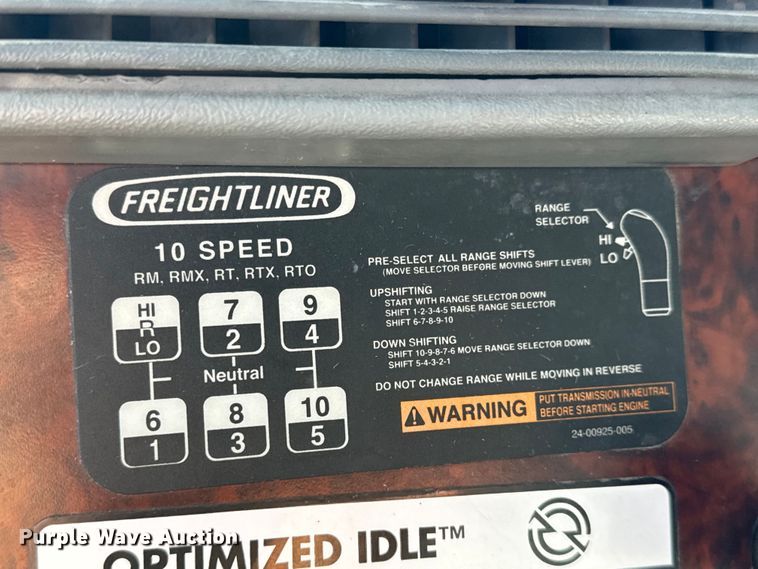 FREIGHTLINER
10 SPEED
RM, RMX, RT, RTX, RTO
HI
R
LO
7
2
9
4
Neutral
6
1
8
3
10
5
RANGE
SELECTOR
HI
LO
PRE-SELECT ALL RANGE SHIFTS
(MOVE SELECTOR BEFORE MOVING SHIFT LEVER)
UPSHIFTING
START WITH RANGE SELECTOR DOWN
SHIFT 1-2-3-4-5 RAISE RANGE SELECTOR
SHIFT 6-7-8-9-10
DOWN SHIFTING
SHIFT 10-9-8-7-6 MOVE RANGE SELECTOR DOWN
SHIFT 5-4-3-2-1
DO NOT CHANGE RANGE WHILE MOVING IN REVERSE
WARNING
PUT TRANSMISSION IN-NEUTRAL
BEFORE STARTING ENGINE
24-00925-005
OPTIMIZED IDLE™
Purple Wave Auction